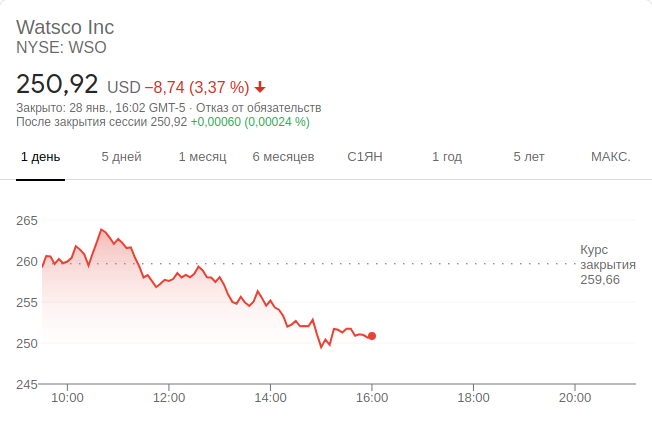 Watsco Inc
NYSE: WSO
250,92 USD −8,74 (3,37 %)
Закрыто: 28 янв., 16:02 GMT-5 · Отказ от обязательств
После закрытия сессии 250,92 +0,00060 (0,00024 %)
1 день 5 дней 1 месяц 6 месяцев С1ЯН 1 год 5 лет МАКС.
265
260
255
250
245
Курс
закрытия
259,66
10:00 12:00 14:00 16:00 18:00 20:00